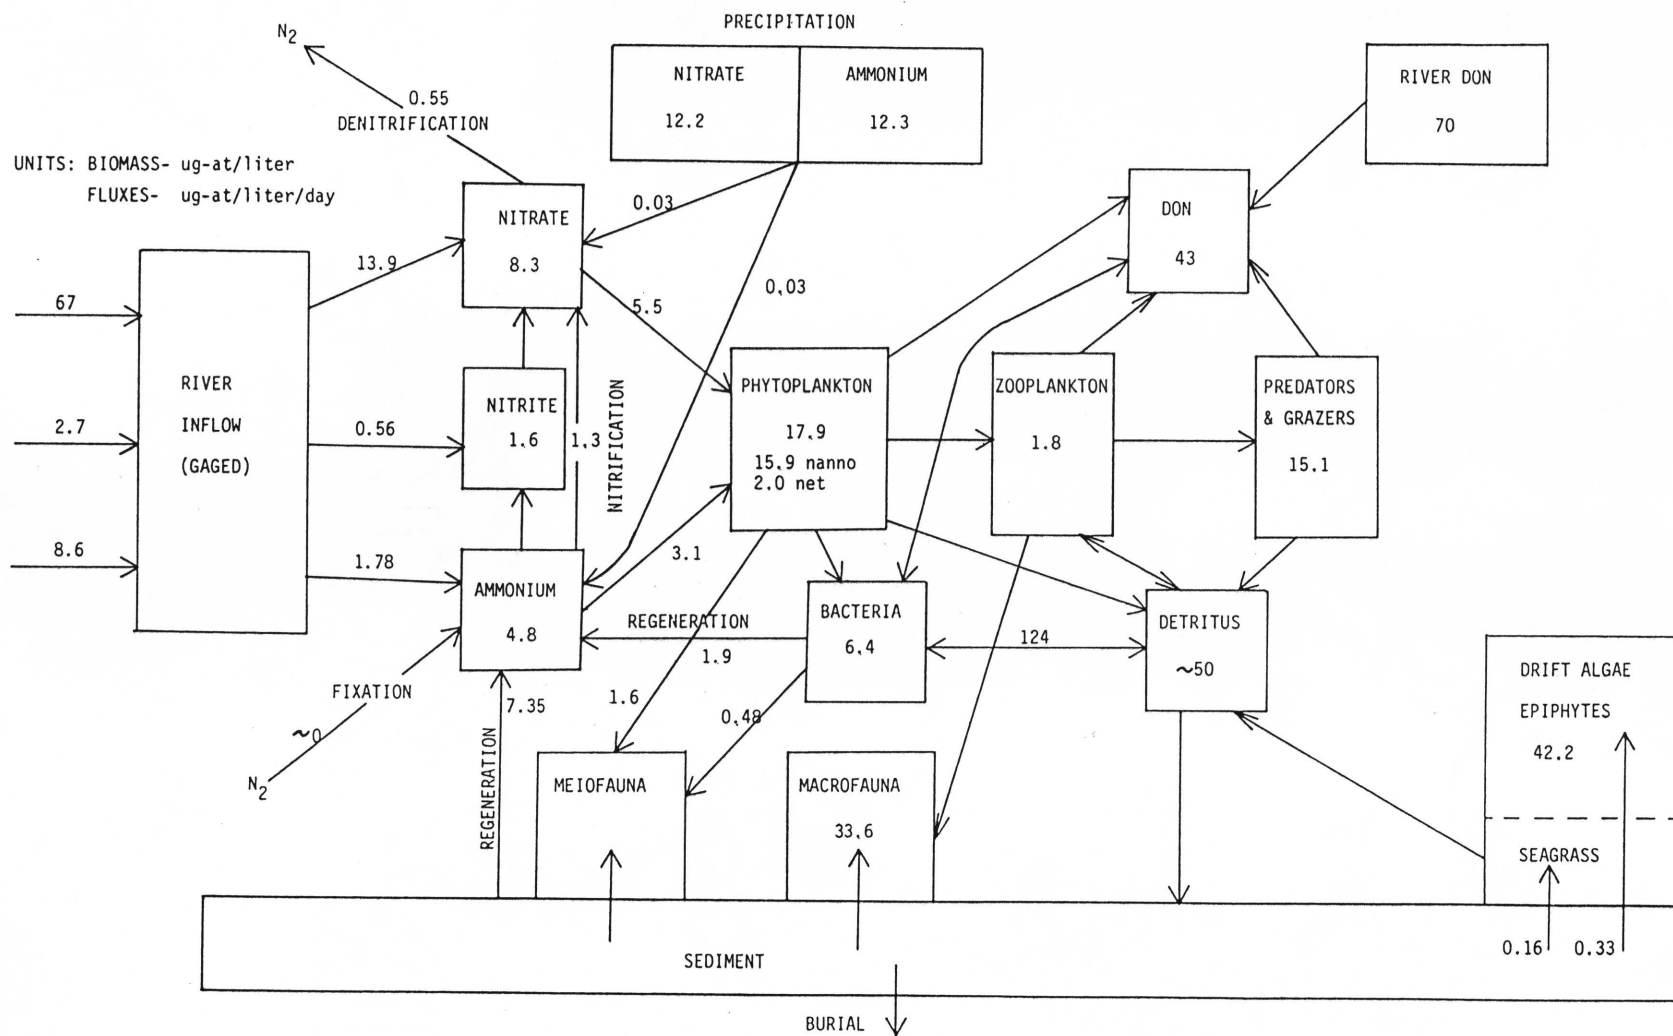 PRECIPITATION
N2
NITRATE
12.2
AMMONIUM
12.3
RIVER DON
70
0.55
DENITRIFICATION
UNITS: BIOMASS- ug-at/liter
FLUXES- ug-at/liter/day
NITRATE
8.3
0.03
DON
43
13.9
67
5.5
0.03
RIVER
INFLOW
(GAGED)
NITRITE
1.6
1.3
NITRIFICATION
PHYTOPLANKTON
17.9
15.9 nanno
2.0 net
ZOOPLANKTON
1.8
PREDATORS
& GRAZERS
15.1
2.7
0.56
8.6
1.78
3.1
AMMONIUM
4.8
REGENERATION
1.9
BACTERIA
6.4
124
DETRITUS
~50
FIXATION
~0
N2
7.35
REGENERATION
1.6
0.48
DRIFT ALGAE
EPIPHYTES
42.2
MEIOFAUNA
MACROFAUNA
33.6
SEAGRASS
0.16
0.33
SEDIMENT
BURIAL